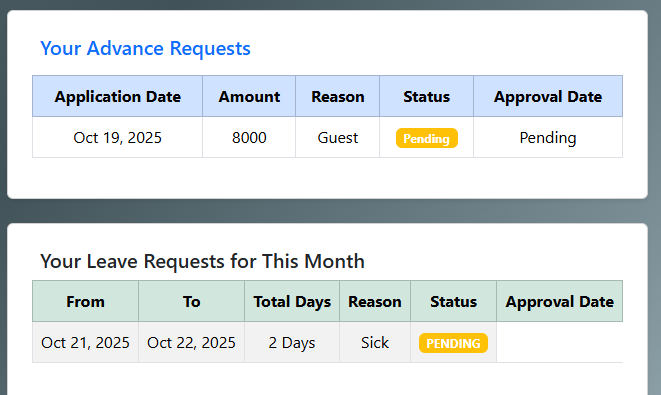 Your Advance Requests
Application Date Amount Reason Status Approval Date
Oct 19, 2025 8000 Guest Pending Pending
Your Leave Requests for This Month
From To Total Days Reason Status Approval Date
Oct 21, 2025 Oct 22, 2025 2 Days Sick PENDING